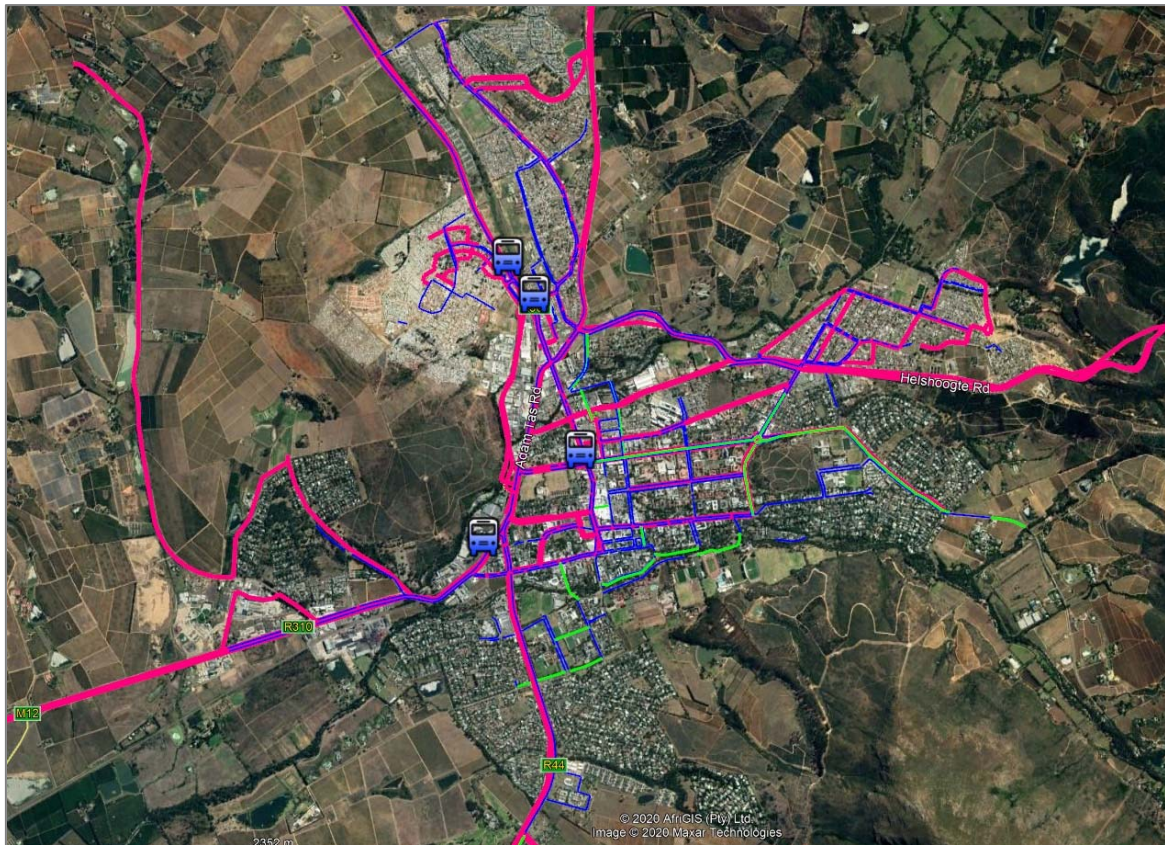 Helshoogte Rd
Adam Tas Rd
R310
M12
R44
© 2020 AfriGIS (Pty) Ltd.
Image © 2020 Maxar Technologies
2352 m